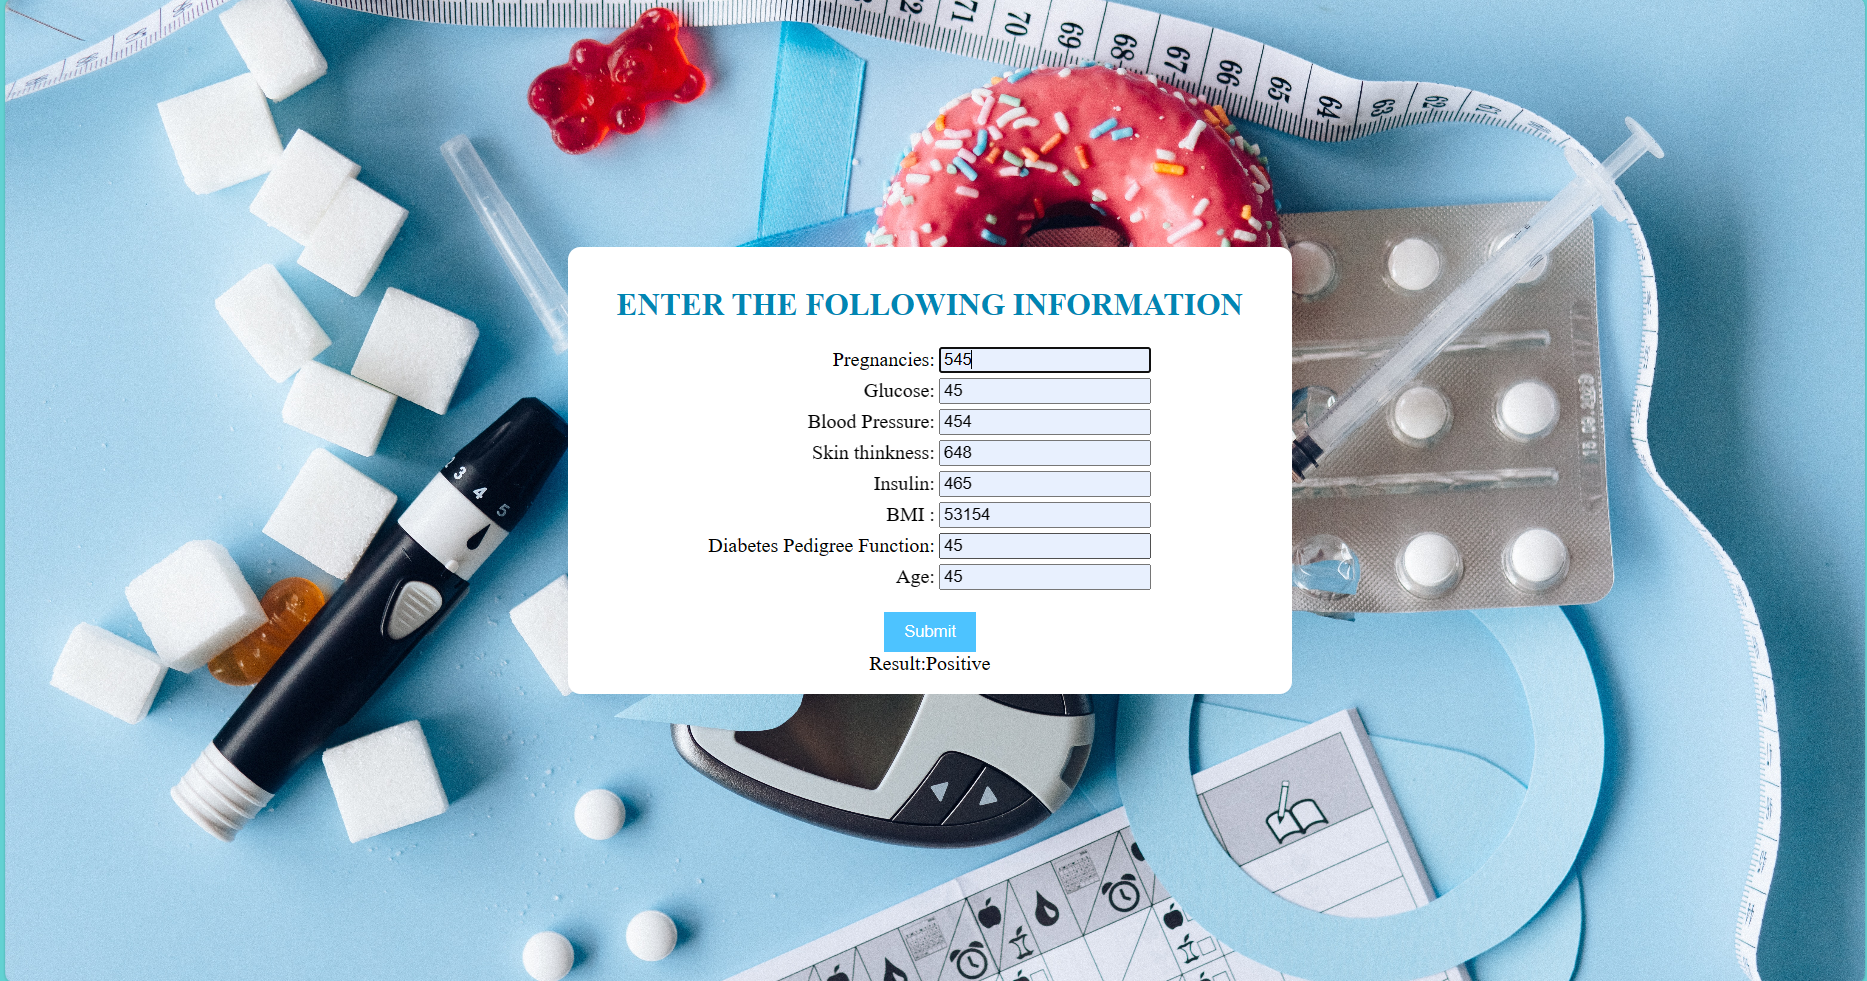 71 70 69 68 67 66 65 64 63 62 61
ENTER THE FOLLOWING INFORMATION
Pregnancies: 545
Glucose: 45
Blood Pressure: 454
Skin thinkness: 648
Insulin: 465
BMI : 53154
Diabetes Pedigree Function: 45
Age: 45
3 4 5
Submit
Result:Positive